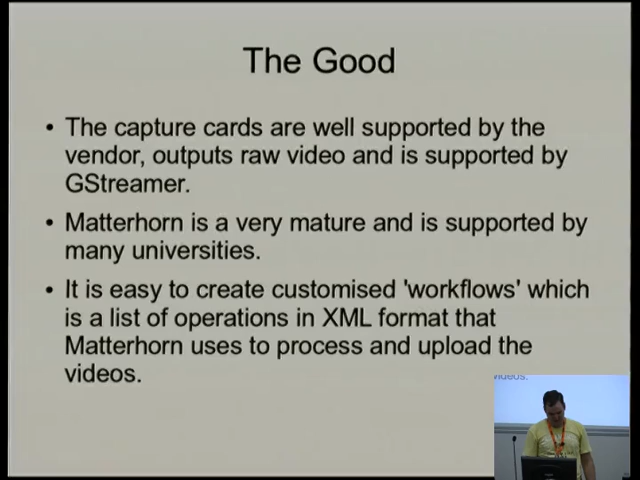 The Good
• The capture cards are well supported by the
vendor, outputs raw video and is supported by
GStreamer.
• Matterhorn is a very mature and is supported by
many universities.
• It is easy to create customised 'workflows' which
is a list of operations in XML format that
Matterhorn uses to process and upload the
videos.
videos.